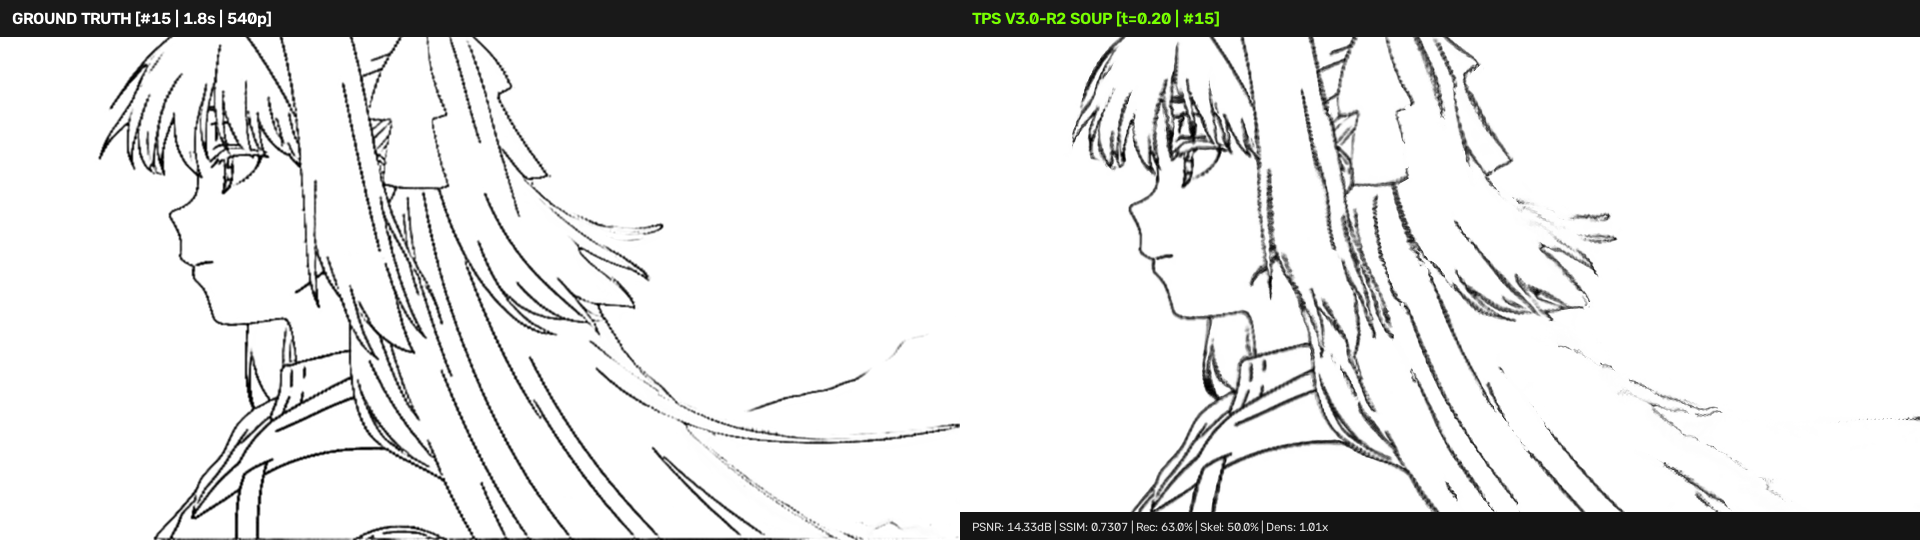 GROUND TRUTH [#15 | 1.8s | 540p]
TPS V3.0-R2 SOUP [t=0.20 | #15]
PSNR: 14.33dB | SSIM: 0.7307 | Rec: 63.0% | Skel: 50.0% | Dens: 1.01x